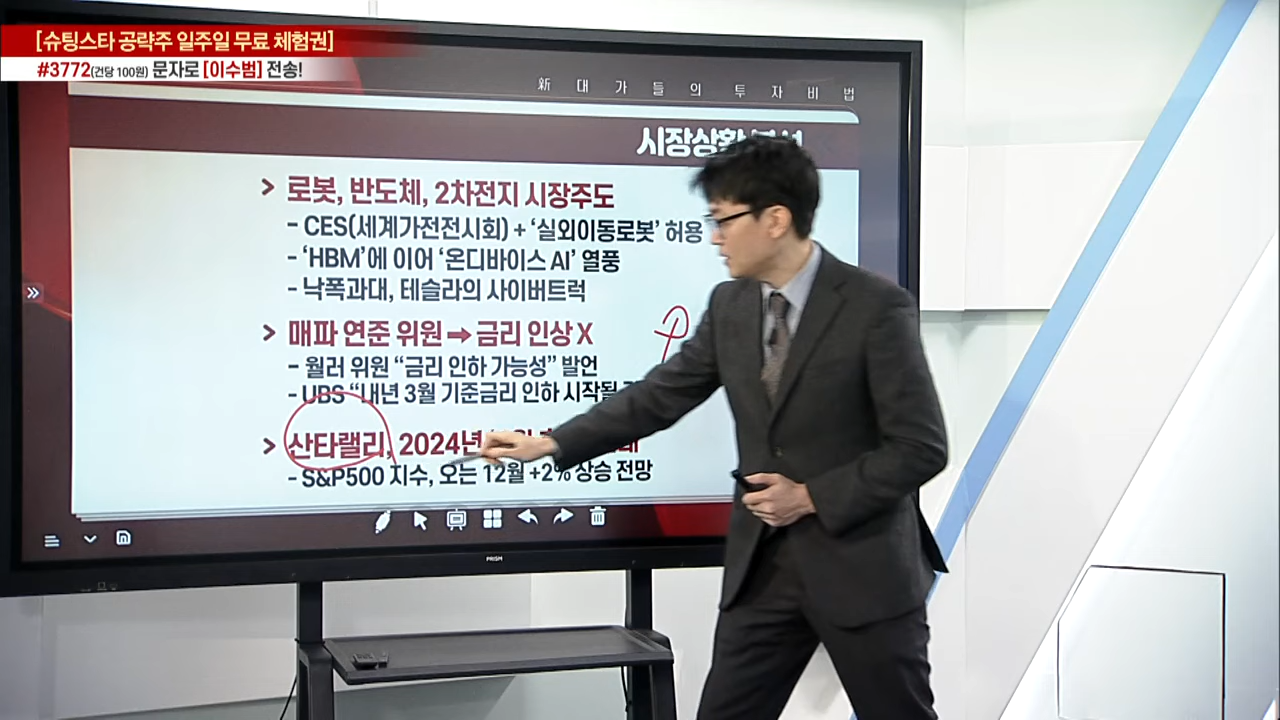 [슈팅스타 공략주 일주일 무료 체험권]
#3772(건당 100원) 문자로 [이수범] 전송!
新 대 가 들 의 투 자 비 법
시장상황
> 로봇, 반도체, 2차전지 시장주도
- CES(세계가전전시회) + ‘실외이동로봇’ 허용
- ‘HBM’에 이어 ‘온디바이스 AI’ 열풍
- 낙폭과대, 테슬라의 사이버트럭
> 매파 연준 위원 ➡ 금리 인상 X
- 월러 위원 “금리 인하 가능성” 발언
- UBS “내년 3월 기준금리 인하 시작될
> 산타랠리, 2024년
- S&P500 지수, 오는 12월 +2% 상승 전망
PRISM